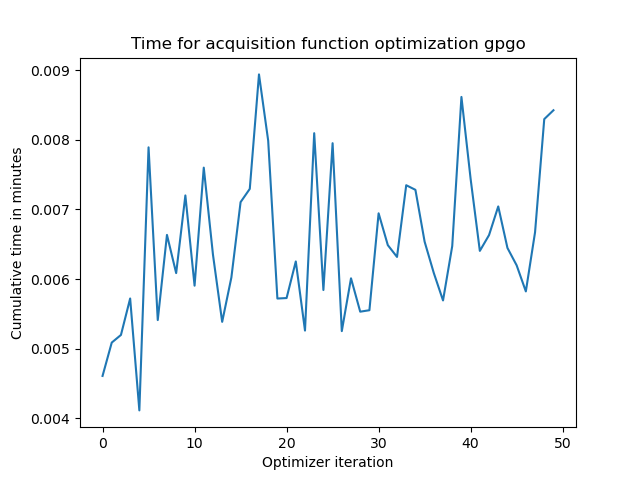 Time for acquisition function optimization gpgo
0.009
0.008
0.007
0.006
0.005
0.004
Cumulative time in minutes
0 10 20 30 40 50
Optimizer iteration